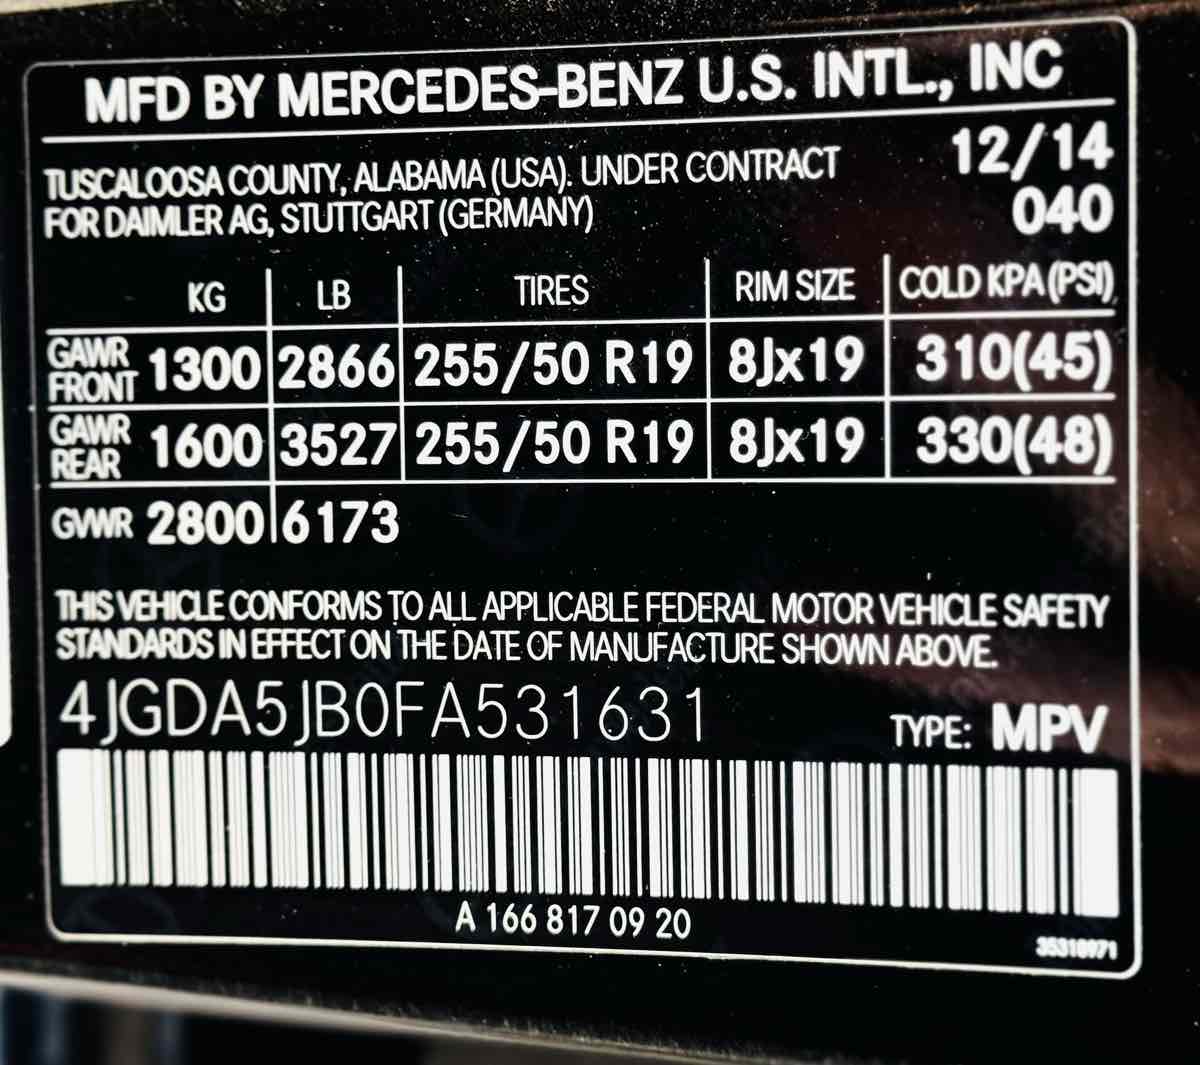 MFD BY MERCEDES-BENZ U.S. INTL., INC
TUSCALOOSA COUNTY, ALABAMA (USA). UNDER CONTRACT
FOR DAIMLER AG, STUTTGART (GERMANY)
12/14
040
KG LB TIRES RIM SIZE COLD KPA (PSI)
GAWR FRONT 1300 2866 255/50 R19 8Jx19 310(45)
GAWR REAR 1600 3527 255/50 R19 8Jx19 330(48)
GVWR 2800 6173
THIS VEHICLE CONFORMS TO ALL APPLICABLE FEDERAL MOTOR VEHICLE SAFETY
STANDARDS IN EFFECT ON THE DATE OF MANUFACTURE SHOWN ABOVE.
4JGDA5JB0FA531631 TYPE: MPV
A 166 817 09 20